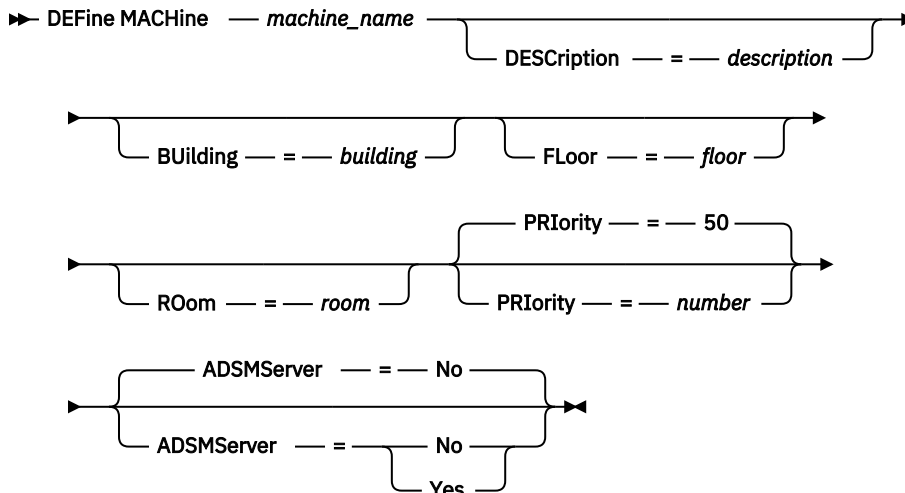 DEFine MACHine machine_name
DESCription = description
BUilding = building FLoor = floor
PRIority = 50
ROom = room PRIority = number
ADSMServer = No
ADSMServer = No
Yes